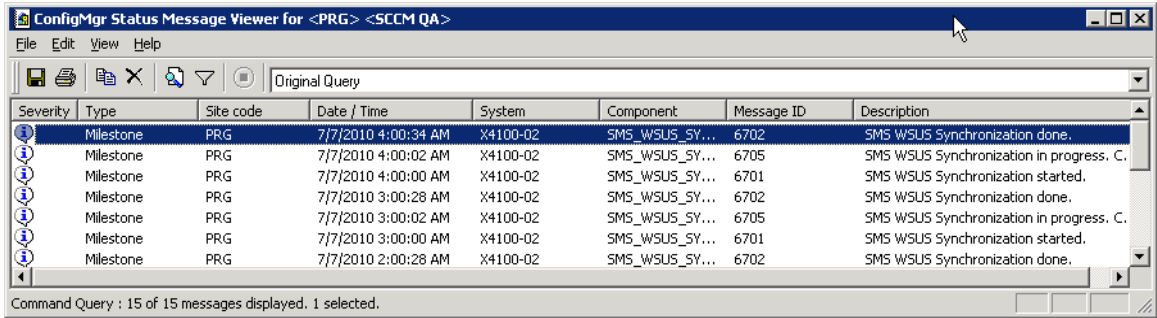 ConfigMgr Status Message Viewer for <PRG> <SCCM QA>
File Edit View Help
Original Query
Severity Type Site code Date / Time System Component Message ID Description
Milestone PRG 7/7/2010 4:00:34 AM X4100-02 SMS_WSUS_SY... 6702 SMS WSUS Synchronization done.
Milestone PRG 7/7/2010 4:00:02 AM X4100-02 SMS_WSUS_SY... 6705 SMS WSUS Synchronization in progress. C.
Milestone PRG 7/7/2010 4:00:00 AM X4100-02 SMS_WSUS_SY... 6701 SMS WSUS Synchronization started.
Milestone PRG 7/7/2010 3:00:28 AM X4100-02 SMS_WSUS_SY... 6702 SMS WSUS Synchronization done.
Milestone PRG 7/7/2010 3:00:02 AM X4100-02 SMS_WSUS_SY... 6705 SMS WSUS Synchronization in progress. C.
Milestone PRG 7/7/2010 3:00:00 AM X4100-02 SMS_WSUS_SY... 6701 SMS WSUS Synchronization started.
Milestone PRG 7/7/2010 2:00:28 AM X4100-02 SMS_WSUS_SY... 6702 SMS WSUS Synchronization done.
Command Query : 15 of 15 messages displayed. 1 selected.